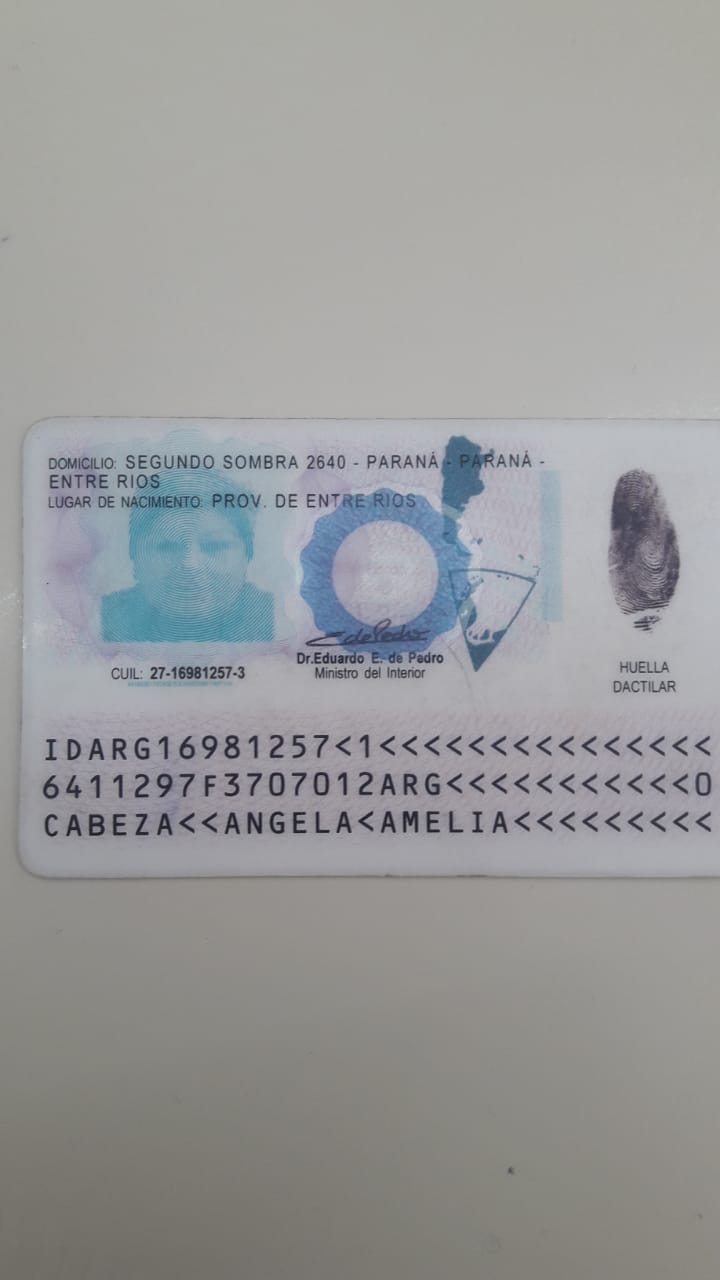 DOMICILIO: SEGUNDO SOMBRA 2640 - PARANÁ - PARANÁ -
ENTRE RIOS
LUGAR DE NACIMIENTO: PROV. DE ENTRE RIOS
CUIL: 27-16981257-3
Dr.Eduardo E. de Pedro
Ministro del Interior
HUELLA
DACTILAR
IDARG16981257<1<<<<<<<<<<<<<<<
6411297F3707012ARG<<<<<<<<<<<0
CABEZA<<ANGELA<AMELIA<<<<<<<<<